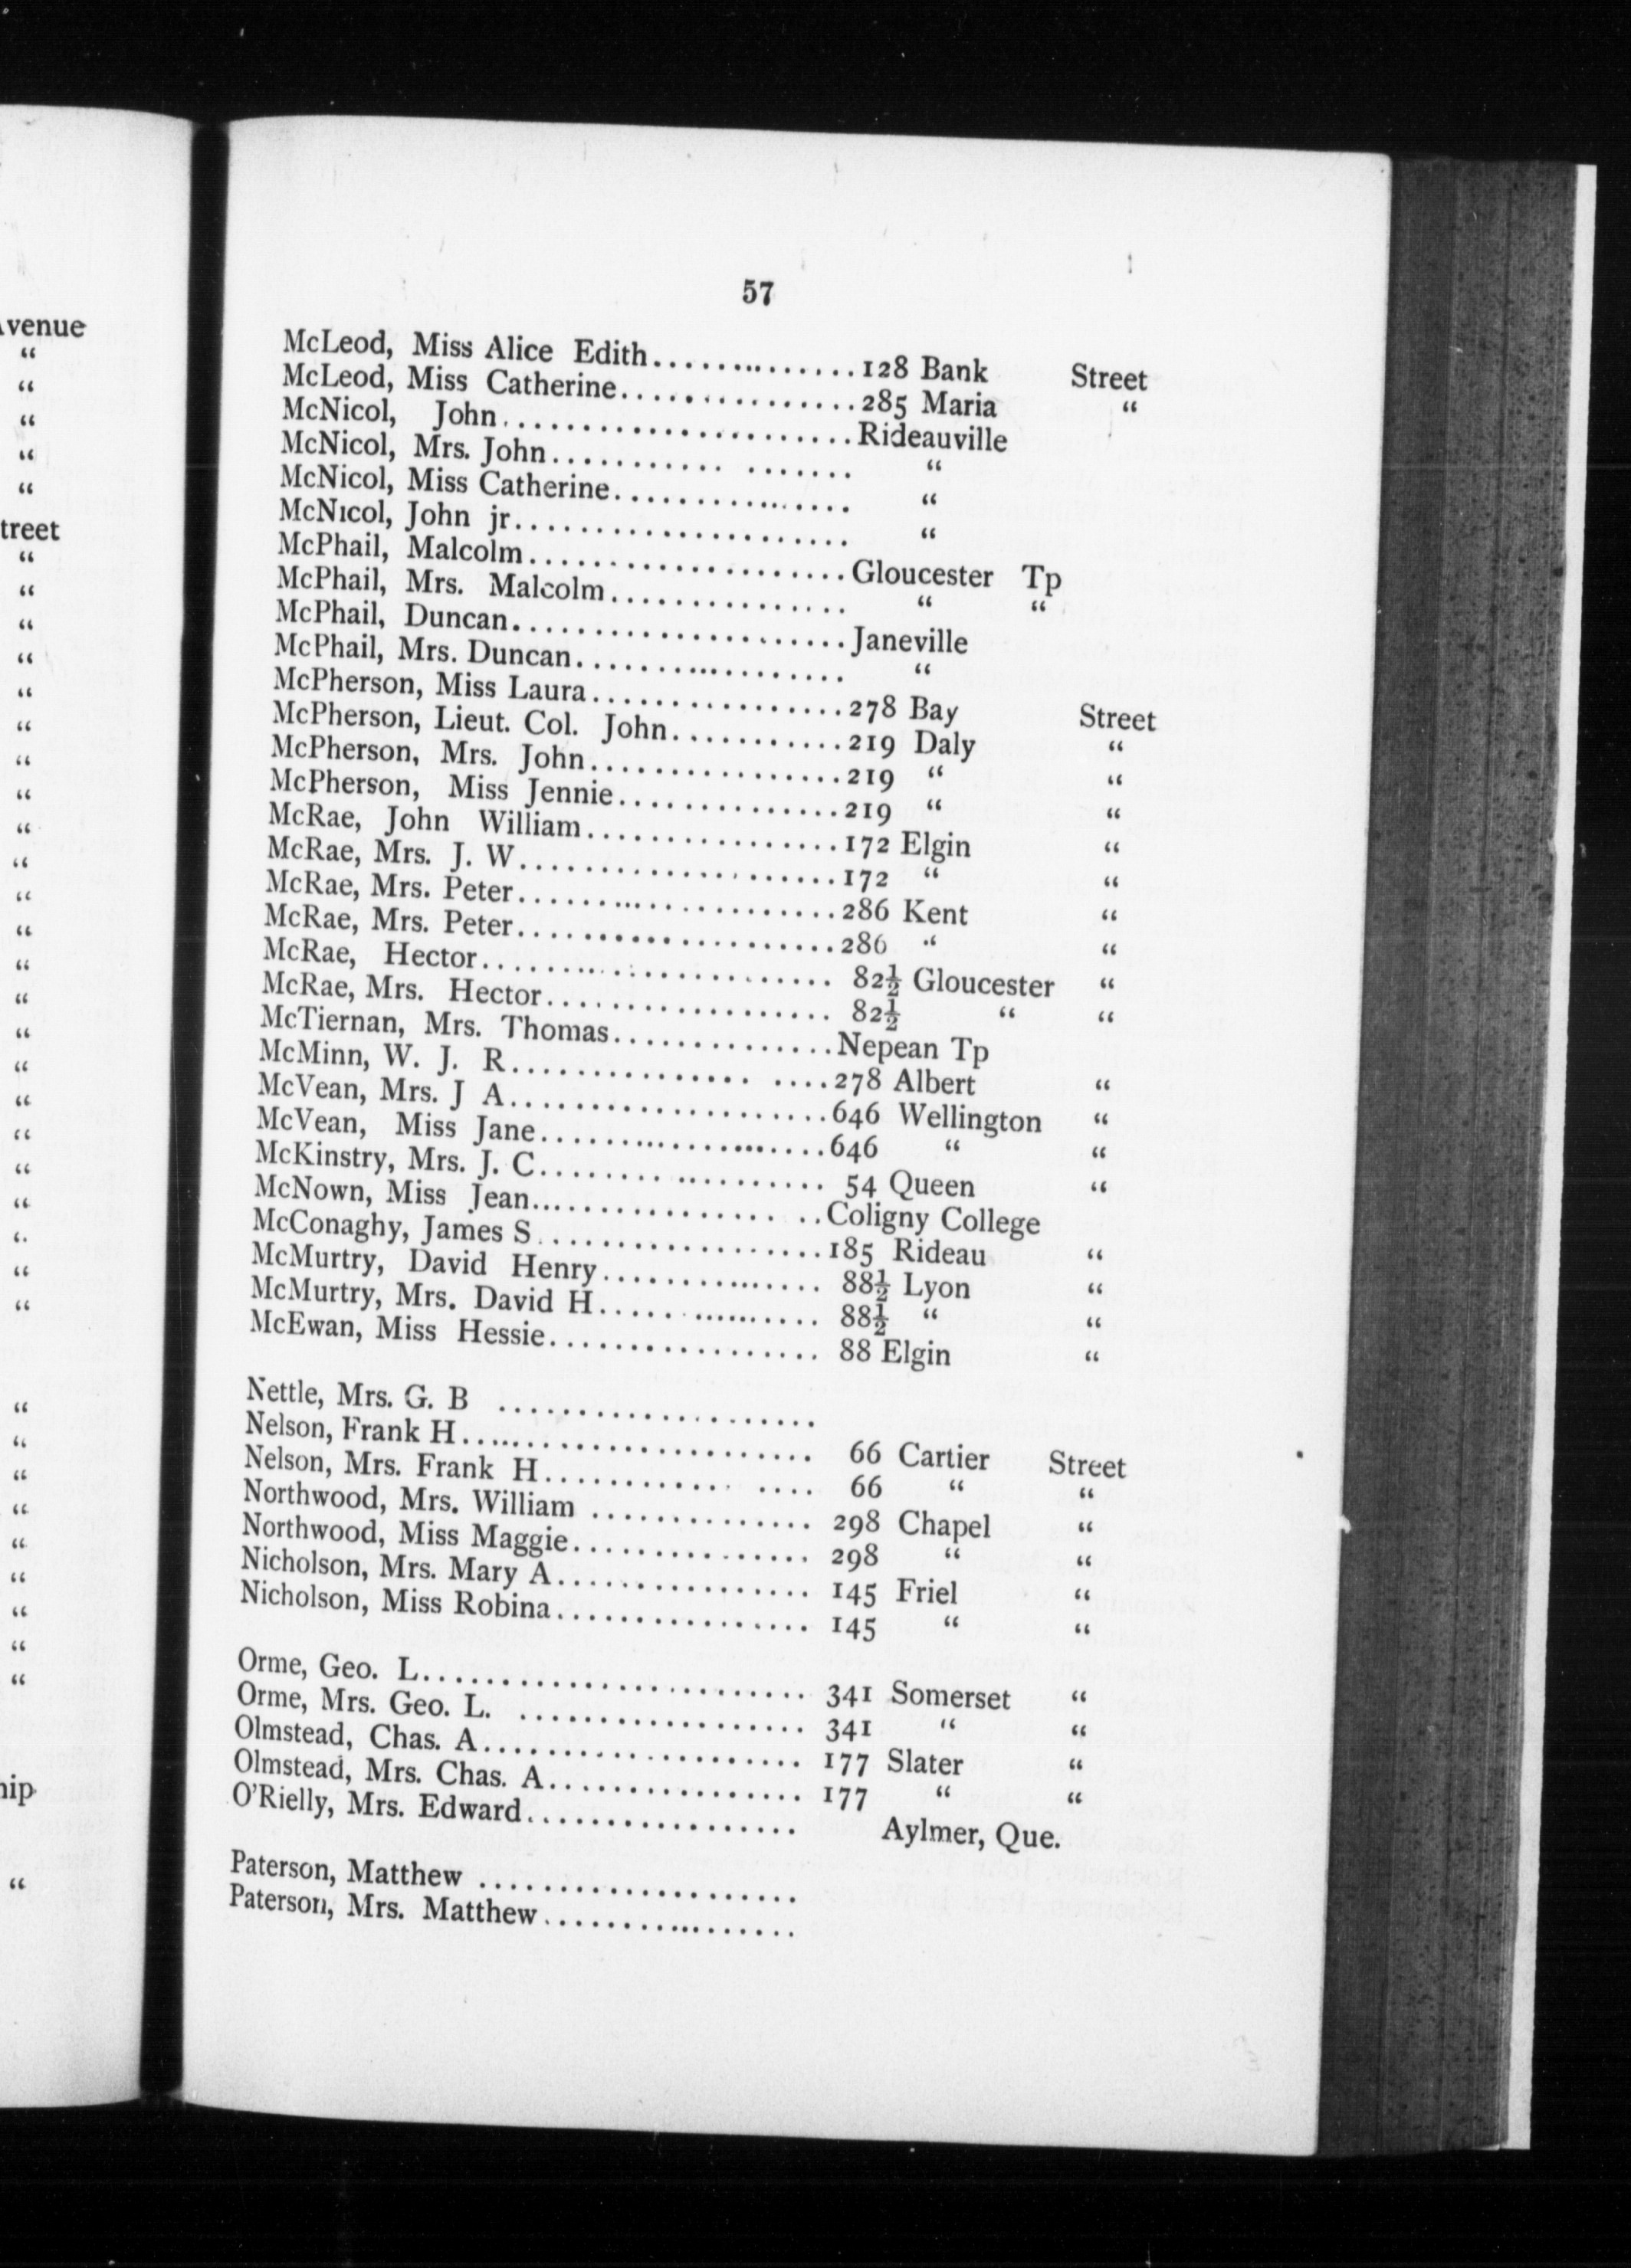 57
McLeod, Miss Alice Edith.............128 Bank Street
McLeod, Miss Catherine...............285 Maria “
McNicol, John......................Rideauville
McNicol, Mrs. John........... ....... “
McNicol, Miss Catherine............... “
McNicol, John jr..................... “
McPhail, Malcolm....................Gloucester Tp
McPhail, Mrs. Malcolm............... “ “
McPhail, Duncan.....................Janeville
McPhail, Mrs. Duncan................. “
McPherson, Miss Laura................278 Bay Street
McPherson, Lieut. Col. John...........219 Daly “
McPherson, Mrs. John................219 “ “
McPherson, Miss Jennie..............219 “ “
McRae, John William................172 Elgin “
McRae, Mrs. J. W....................172 “ “
McRae, Mrs. Peter....................286 Kent “
McRae, Mrs. Peter....................286 “ “
McRae, Hector...................... 82½ Gloucester “
McRae, Mrs. Hector.................. 82½ “ “
McTiernan, Mrs. Thomas..............Nepean Tp
McMinn, W. J. R............... ....278 Albert “
McVean, Mrs. J A....................646 Wellington “
McVean, Miss Jane..................646 “ “
McKinstry, Mrs. J. C.................. 54 Queen “
McNown, Miss Jean................ ..Coligny College
McConaghy, James S..................185 Rideau “
McMurtry, David Henry.............. 88½ Lyon “
McMurtry, Mrs. David H............... 88½ “ “
McEwan, Miss Hessie................. 88 Elgin “
Nettle, Mrs. G. B ....................
Nelson, Frank H...................... 66 Cartier Street
Nelson, Mrs. Frank H............ .... 66 “ “
Northwood, Mrs. William .............. 298 Chapel “
Northwood, Miss Maggie............... 298 “ “
Nicholson, Mrs. Mary A................ 145 Friel “
Nicholson, Miss Robina................ 145 “ “
Orme, Geo. L........................ 341 Somerset “
Orme, Mrs. Geo. L. .................. 341 “ “
Olmstead, Chas. A.................... 177 Slater “
Olmstead, Mrs. Chas. A................ 177 “ “
O’Rielly, Mrs. Edward................. Aylmer, Que.
Paterson, Matthew ....................
Paterson, Mrs. Matthew.................